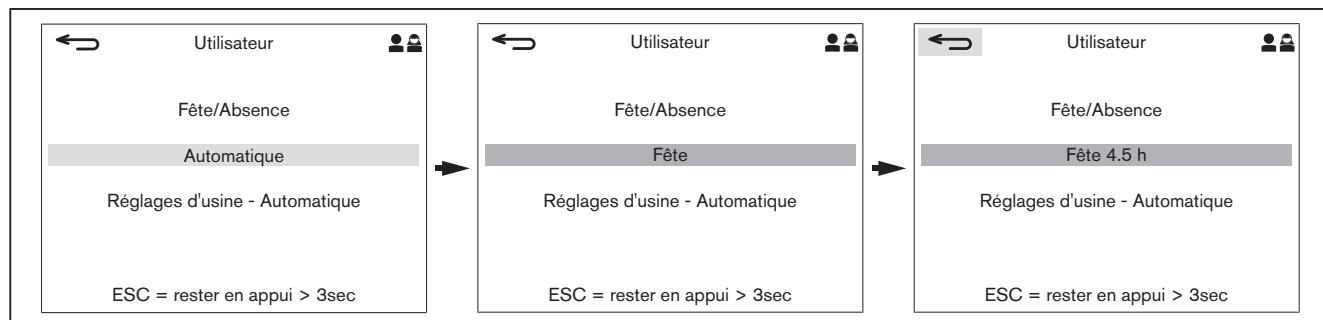 Utilisateur
Fête/Absence
Automatique
Réglages d'usine - Automatique
ESC = rester en appui > 3sec
Utilisateur
Fête/Absence
Fête
Réglages d'usine - Automatique
ESC = rester en appui > 3sec
Utilisateur
Fête/Absence
Fête 4.5 h
Réglages d'usine - Automatique
ESC = rester en appui > 3sec